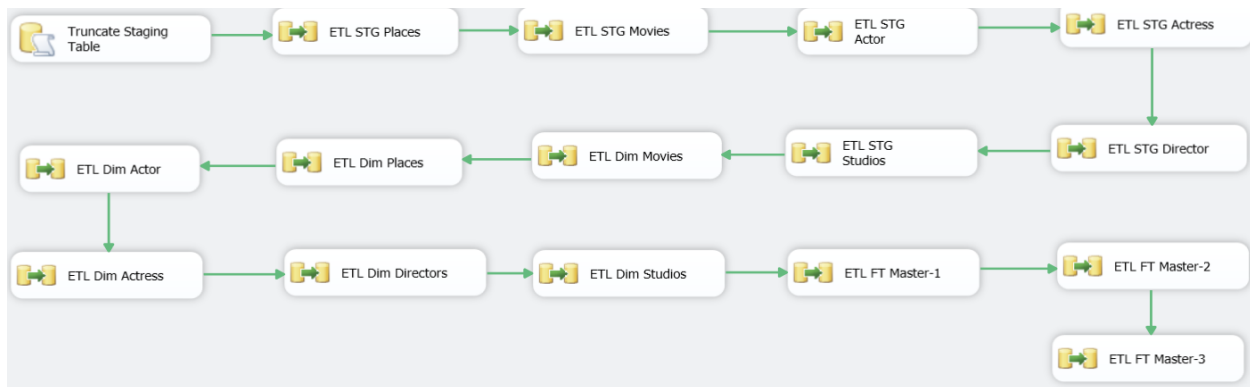 Truncate Staging
Table
ETL STG Places
ETL STG Movies
ETL STG
Actor
ETL STG Actress
ETL STG Director
ETL STG
Studios
ETL Dim Movies
ETL Dim Places
ETL Dim Actor
ETL Dim Actress
ETL Dim Directors
ETL Dim Studios
ETL FT Master-1
ETL FT Master-2
ETL FT Master-3